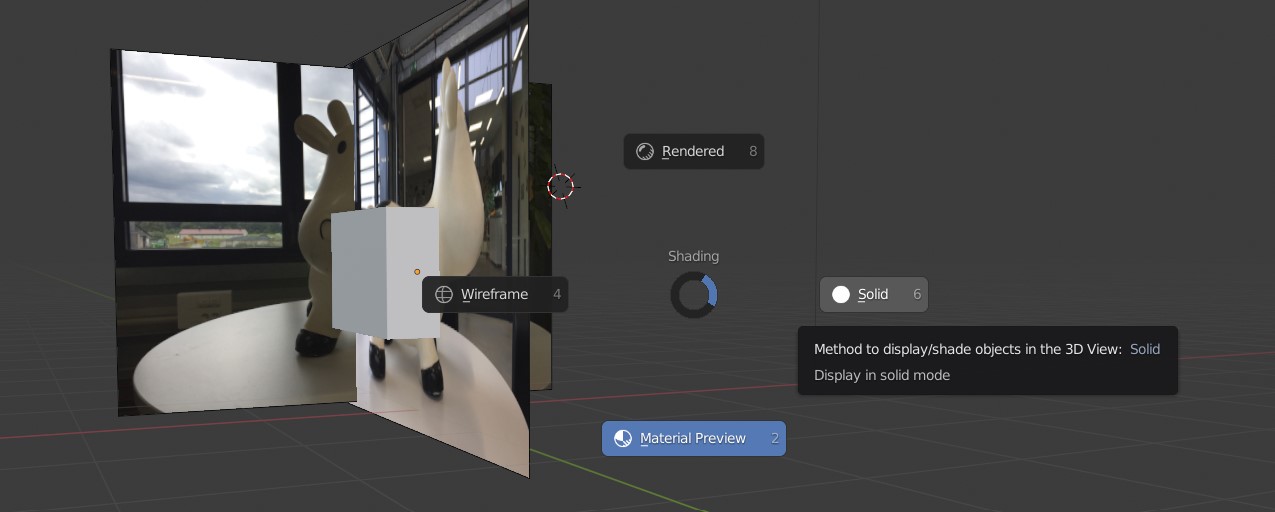 Rendered 8
Shading
Wireframe 4
Solid 6
Method to display/shade objects in the 3D View: Solid
Display in solid mode
Material Preview 2